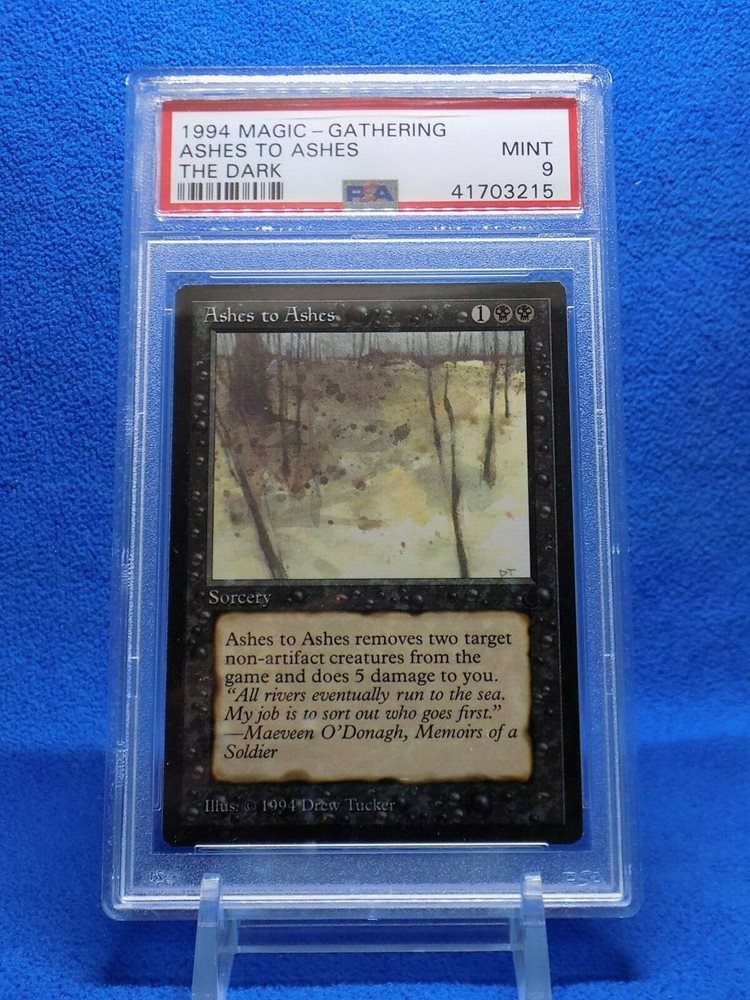 1994 MAGIC – GATHERING
ASHES TO ASHES MINT
THE DARK 9
PSA 41703215
Ashes to Ashes 1
DT
Sorcery
Ashes to Ashes removes two target
non-artifact creatures from the
game and does 5 damage to you.
“All rivers eventually run to the sea.
My job is to sort out who goes first.”
—Maeveen O’Donagh, Memoirs of a
Soldier
Illus: © 1994 Drew Tucker